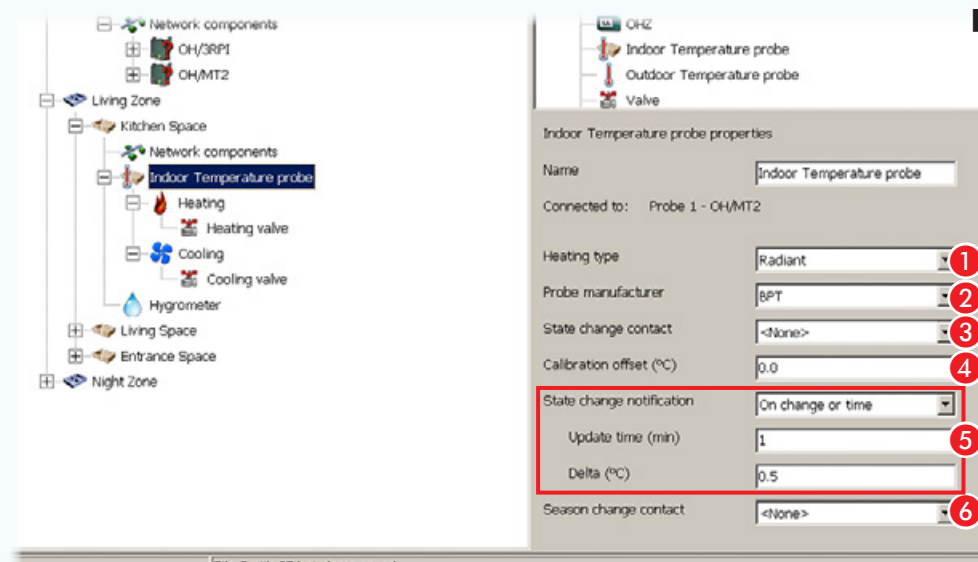 Network components
OH/3RPI
OH/MT2
Living Zone
Kitchen Space
Network components
Indoor Temperature probe
Heating
Heating valve
Cooling
Cooling valve
Hygrometer
Living Space
Entrance Space
Night Zone
OHZ
Indoor Temperature probe
Outdoor Temperature probe
Valve
Indoor Temperature probe properties
Name Indoor Temperature probe
Connected to: Probe 1 - OH/MT2
Heating type Radiant 1
Probe manufacturer BPT 2
State change contact <None> 3
Calibration offset (ºC) 0.0 4
State change notification On change or time
Update time (min) 1 5
Delta (ºC) 0.5
Season change contact <None> 6